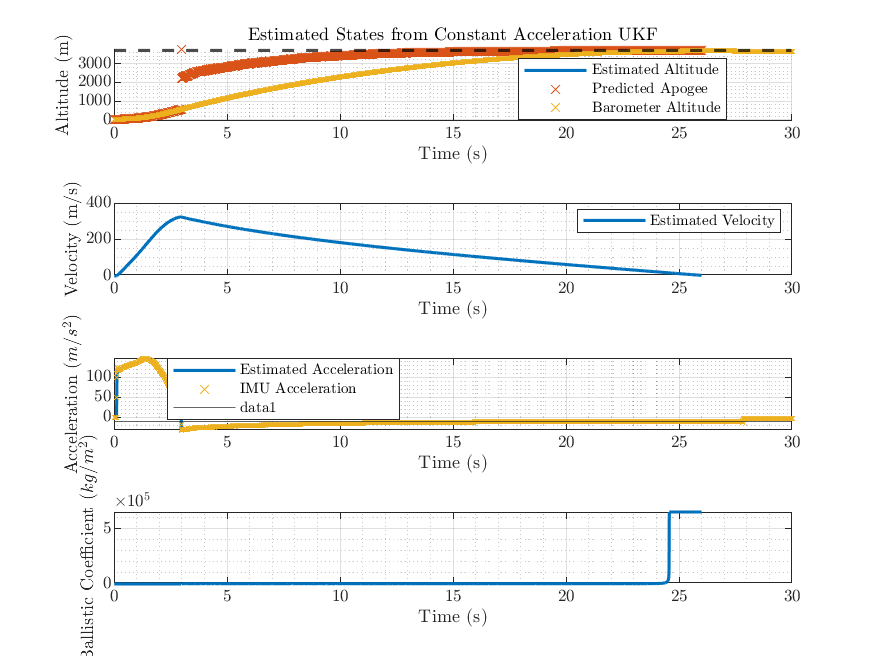 Estimated States from Constant Acceleration UKF
Altitude (m)
3000
2000
1000
0
0 5 10 15 20 25 30
Time (s)
Estimated Altitude
Predicted Apogee
Barometer Altitude
Velocity (m/s)
400
200
0
0 5 10 15 20 25 30
Time (s)
Estimated Velocity
Acceleration (m/s²)
100
50
0
0 5 10 15 20 25 30
Time (s)
Estimated Acceleration
IMU Acceleration
data1
Ballistic Coefficient (kg/m²)
×10⁵
5
0
0 5 10 15 20 25 30
Time (s)